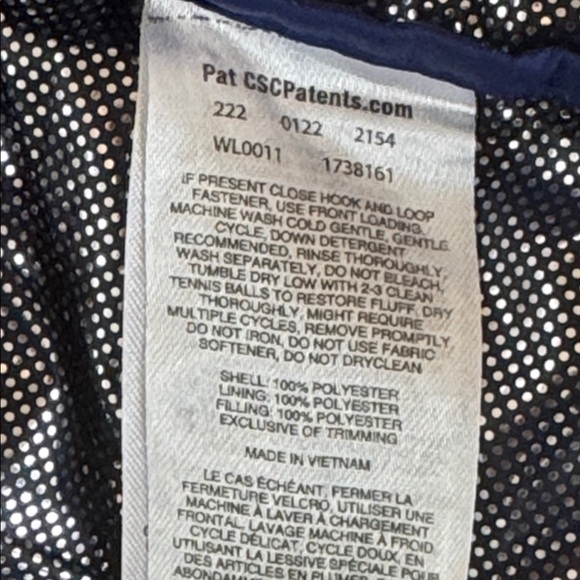 Pat CSCPatents.com
222 0122 2154
WL0011 1738161
IF PRESENT CLOSE HOOK AND LOOP
FASTENER, USE FRONT LOADING,
MACHINE WASH COLD GENTLE, GENTLE
CYCLE, DOWN DETERGENT
RECOMMENDED, RINSE THOROUGHLY,
WASH SEPARATELY, DO NOT BLEACH,
TUMBLE DRY LOW WITH 2-3 CLEAN
TENNIS BALLS TO RESTORE FLUFF, DRY
THOROUGHLY, MIGHT REQUIRE
MULTIPLE CYCLES, REMOVE PROMPTLY,
DO NOT IRON, DO NOT USE FABRIC
SOFTENER, DO NOT DRYCLEAN
SHELL: 100% POLYESTER
LINING: 100% POLYESTER
FILLING: 100% POLYESTER
EXCLUSIVE OF TRIMMING
MADE IN VIETNAM
LE CAS ÉCHÉANT, FERMER LA
FERMETURE VELCRO, UTILISER UNE
MACHINE À LAVER À CHARGEMENT
FRONTAL, LAVAGE MACHINE À FROID,
CYCLE DÉLICAT, CYCLE DOUX, EN
UTILISANT LA LESSIVE SPÉCIALE POUR
DES ARTICLES EN